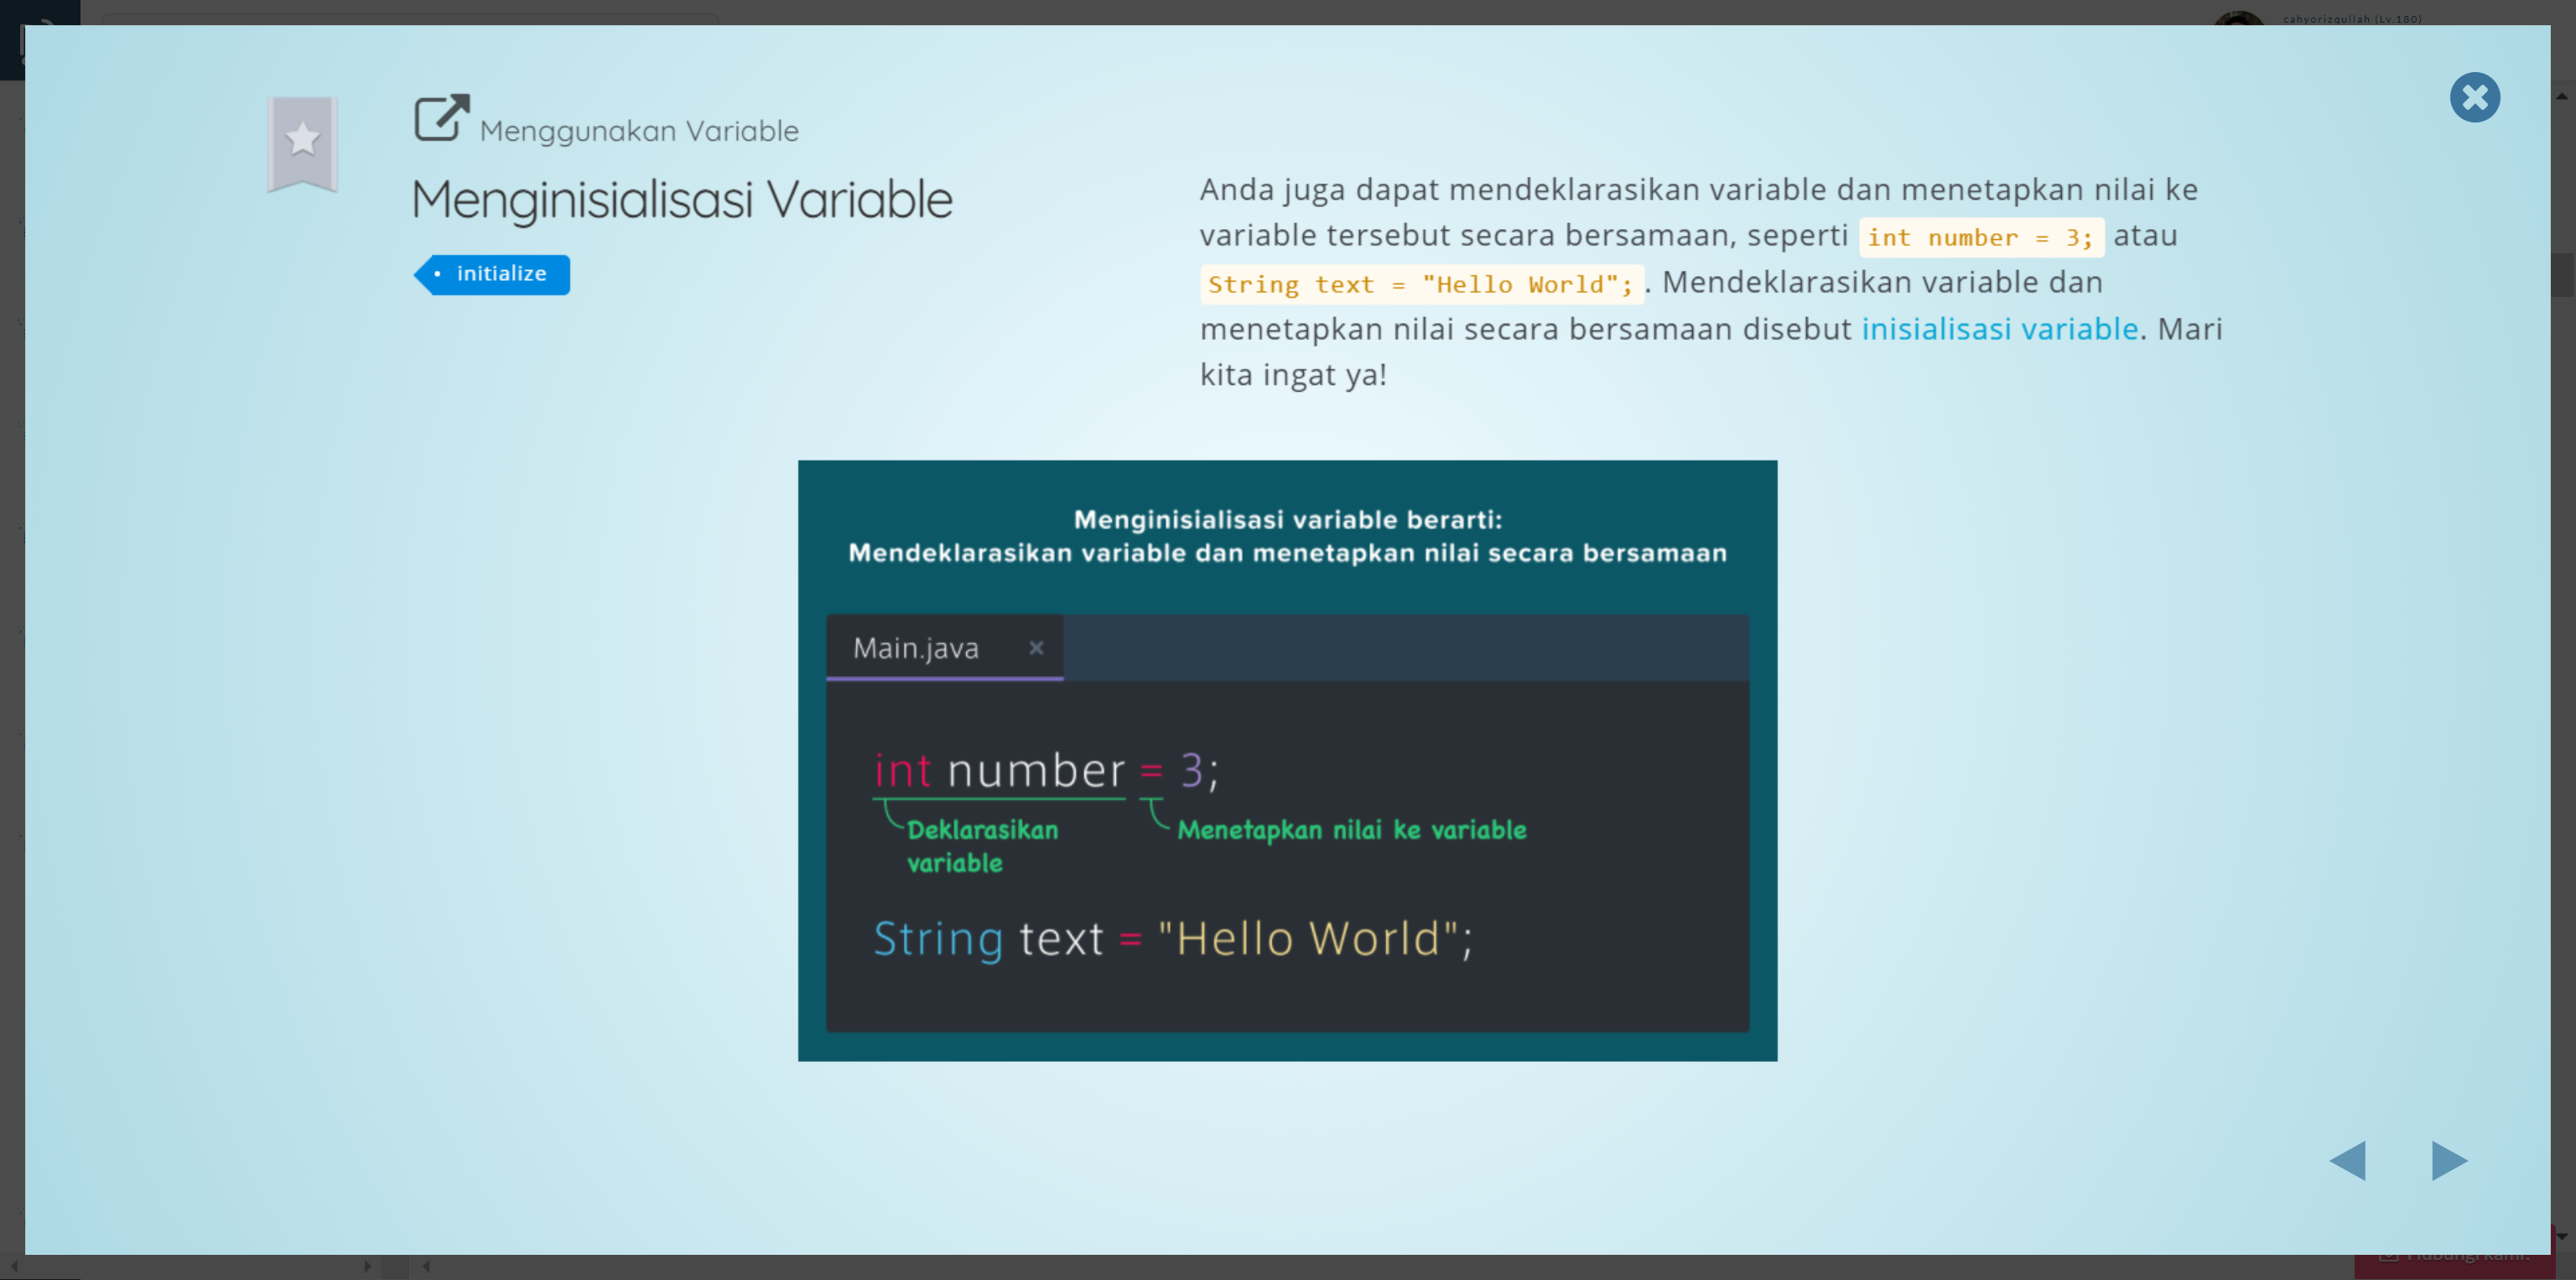 cahyorizqullah (Lv.180)
Menggunakan Variable
Menginisialisasi Variable
• initialize
Anda juga dapat mendeklarasikan variable dan menetapkan nilai ke
variable tersebut secara bersamaan, seperti int number = 3; atau
String text = "Hello World"; . Mendeklarasikan variable dan
menetapkan nilai secara bersamaan disebut inisialisasi variable. Mari
kita ingat ya!
Menginisialisasi variable berarti:
Mendeklarasikan variable dan menetapkan nilai secara bersamaan
Main.java ×
int number = 3;
Deklarasikan
variable
Menetapkan nilai ke variable
String text = "Hello World";
Hubungi kami!